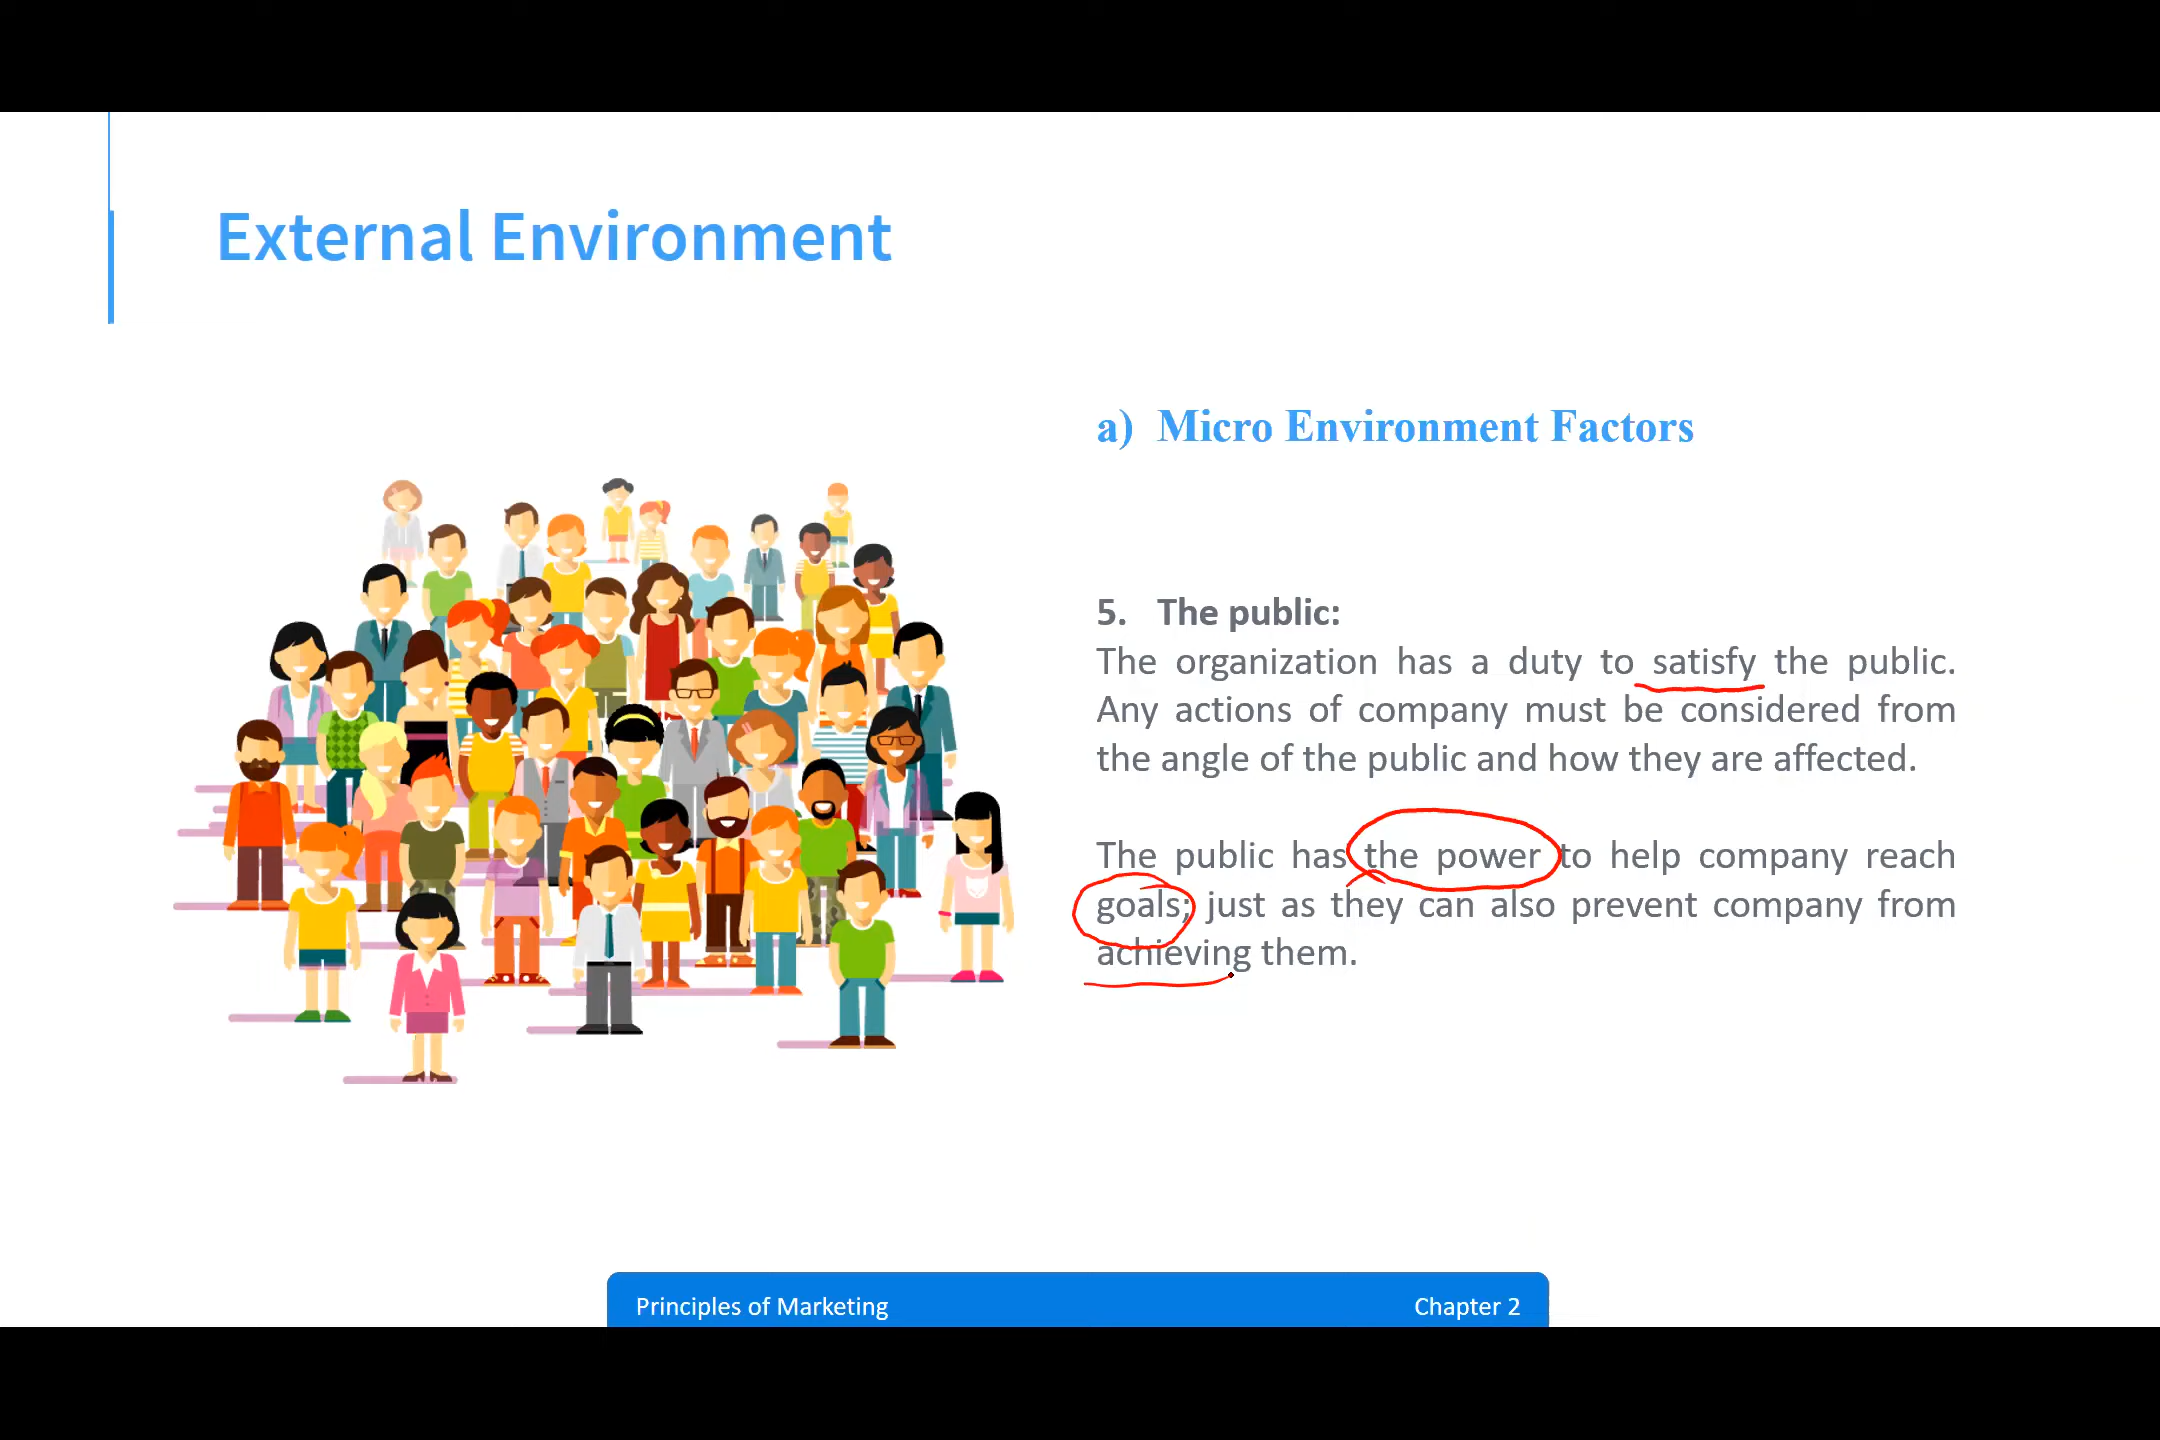 External Environment
a) Micro Environment Factors
5. The public:
The organization has a duty to satisfy the public.
Any actions of company must be considered from
the angle of the public and how they are affected.
The public has the power to help company reach
goals; just as they can also prevent company from
achieving them.
Principles of Marketing
Chapter 2